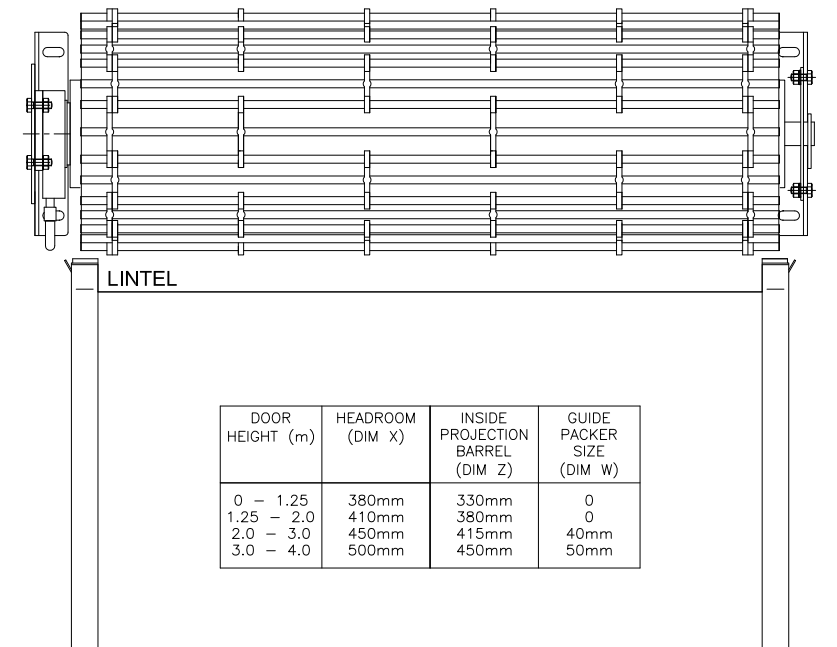 LINTEL
DOOR HEIGHT (m) HEADROOM (DIM X) INSIDE PROJECTION BARREL (DIM Z) GUIDE PACKER SIZE (DIM W)
0 – 1.25 380mm 330mm 0
1.25 – 2.0 410mm 380mm 0
2.0 – 3.0 450mm 415mm 40mm
3.0 – 4.0 500mm 450mm 50mm